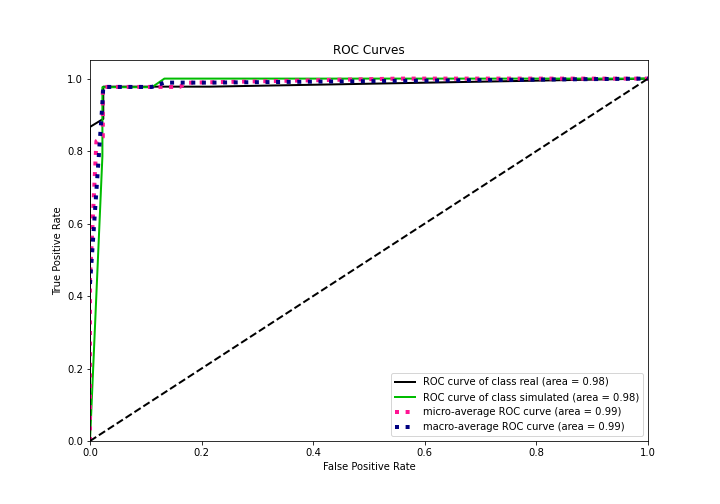 ROC Curves
1.0
0.8
0.6
0.4
0.2
0.0
True Positive Rate
ROC curve of class real (area = 0.98)
ROC curve of class simulated (area = 0.98)
micro-average ROC curve (area = 0.99)
macro-average ROC curve (area = 0.99)
0.0 0.2 0.4 0.6 0.8 1.0
False Positive Rate